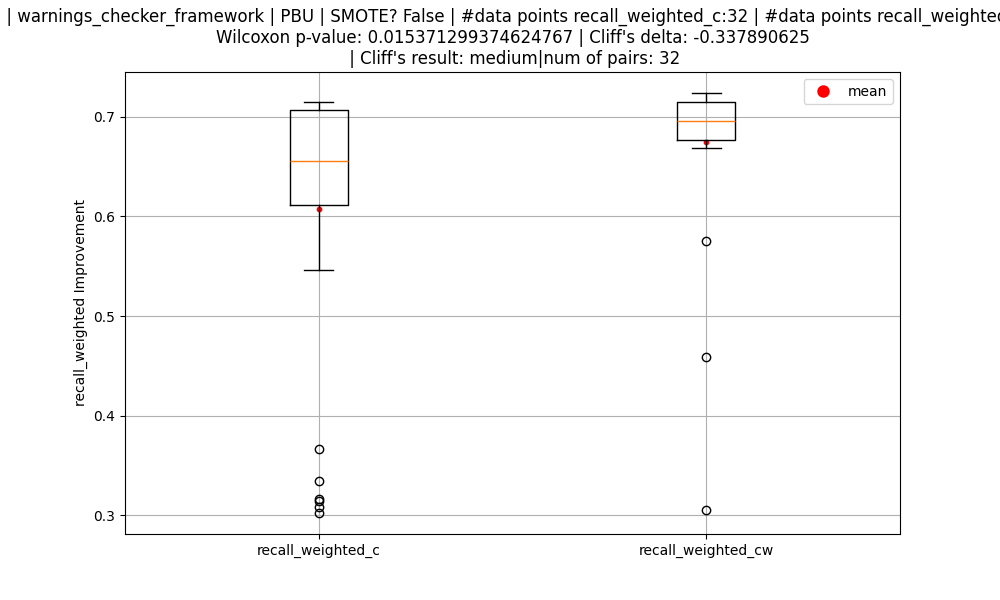 | warnings_checker_framework | PBU | SMOTE? False | #data points recall_weighted_c:32 | #data points recall_weighted
Wilcoxon p-value: 0.015371299374624767 | Cliff's delta: -0.337890625
| Cliff's result: medium|num of pairs: 32
mean
0.7
0.6
0.5
0.4
0.3
recall_weighted Improvement
recall_weighted_c
recall_weighted_cw